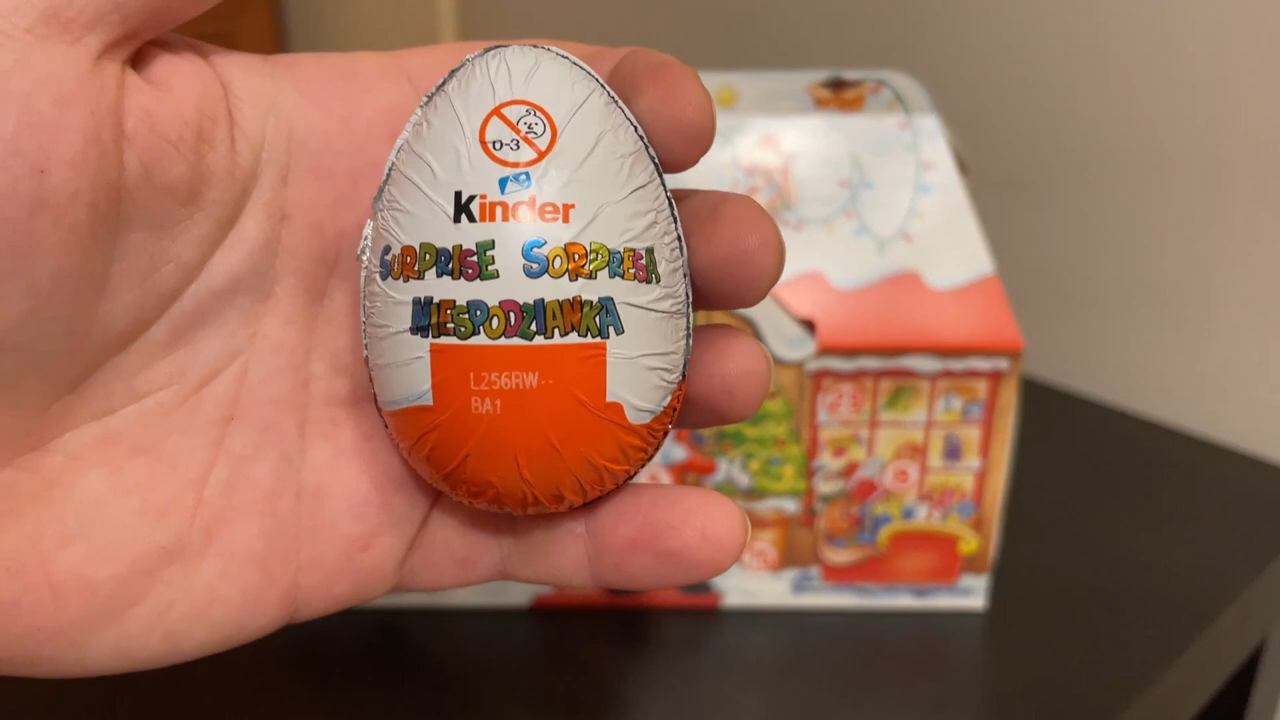 0-3
Kinder
SURPRISE SORPRESA
NIESPODZIANKA
L256RW--
BA1